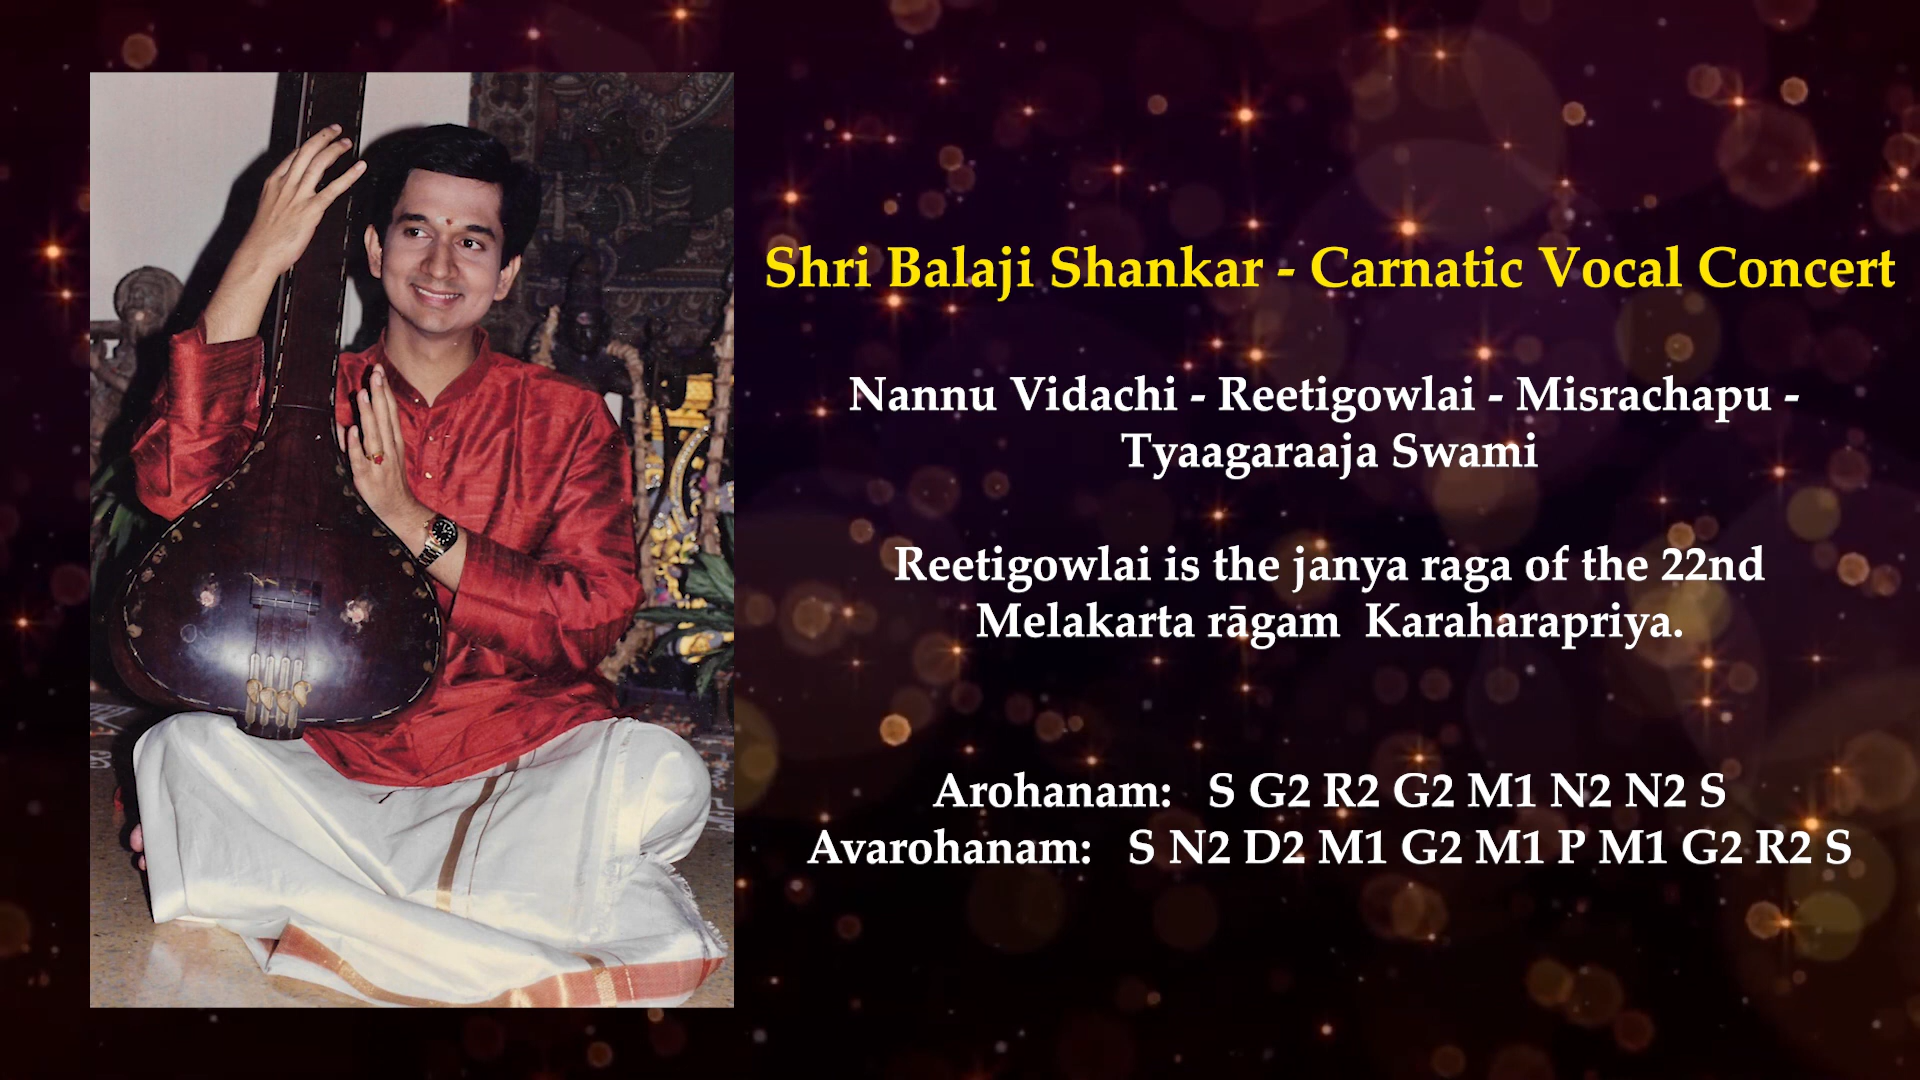 Shri Balaji Shankar - Carnatic Vocal Concert
Nannu Vidachi - Reetigowlai - Misrachapu -
Tyaagaraaja Swami
Reetigowlai is the janya raga of the 22nd
Melakarta rāgam  Karaharapriya.
Arohanam:   S G2 R2 G2 M1 N2 N2 S
Avarohanam:   S N2 D2 M1 G2 M1 P M1 G2 R2 S